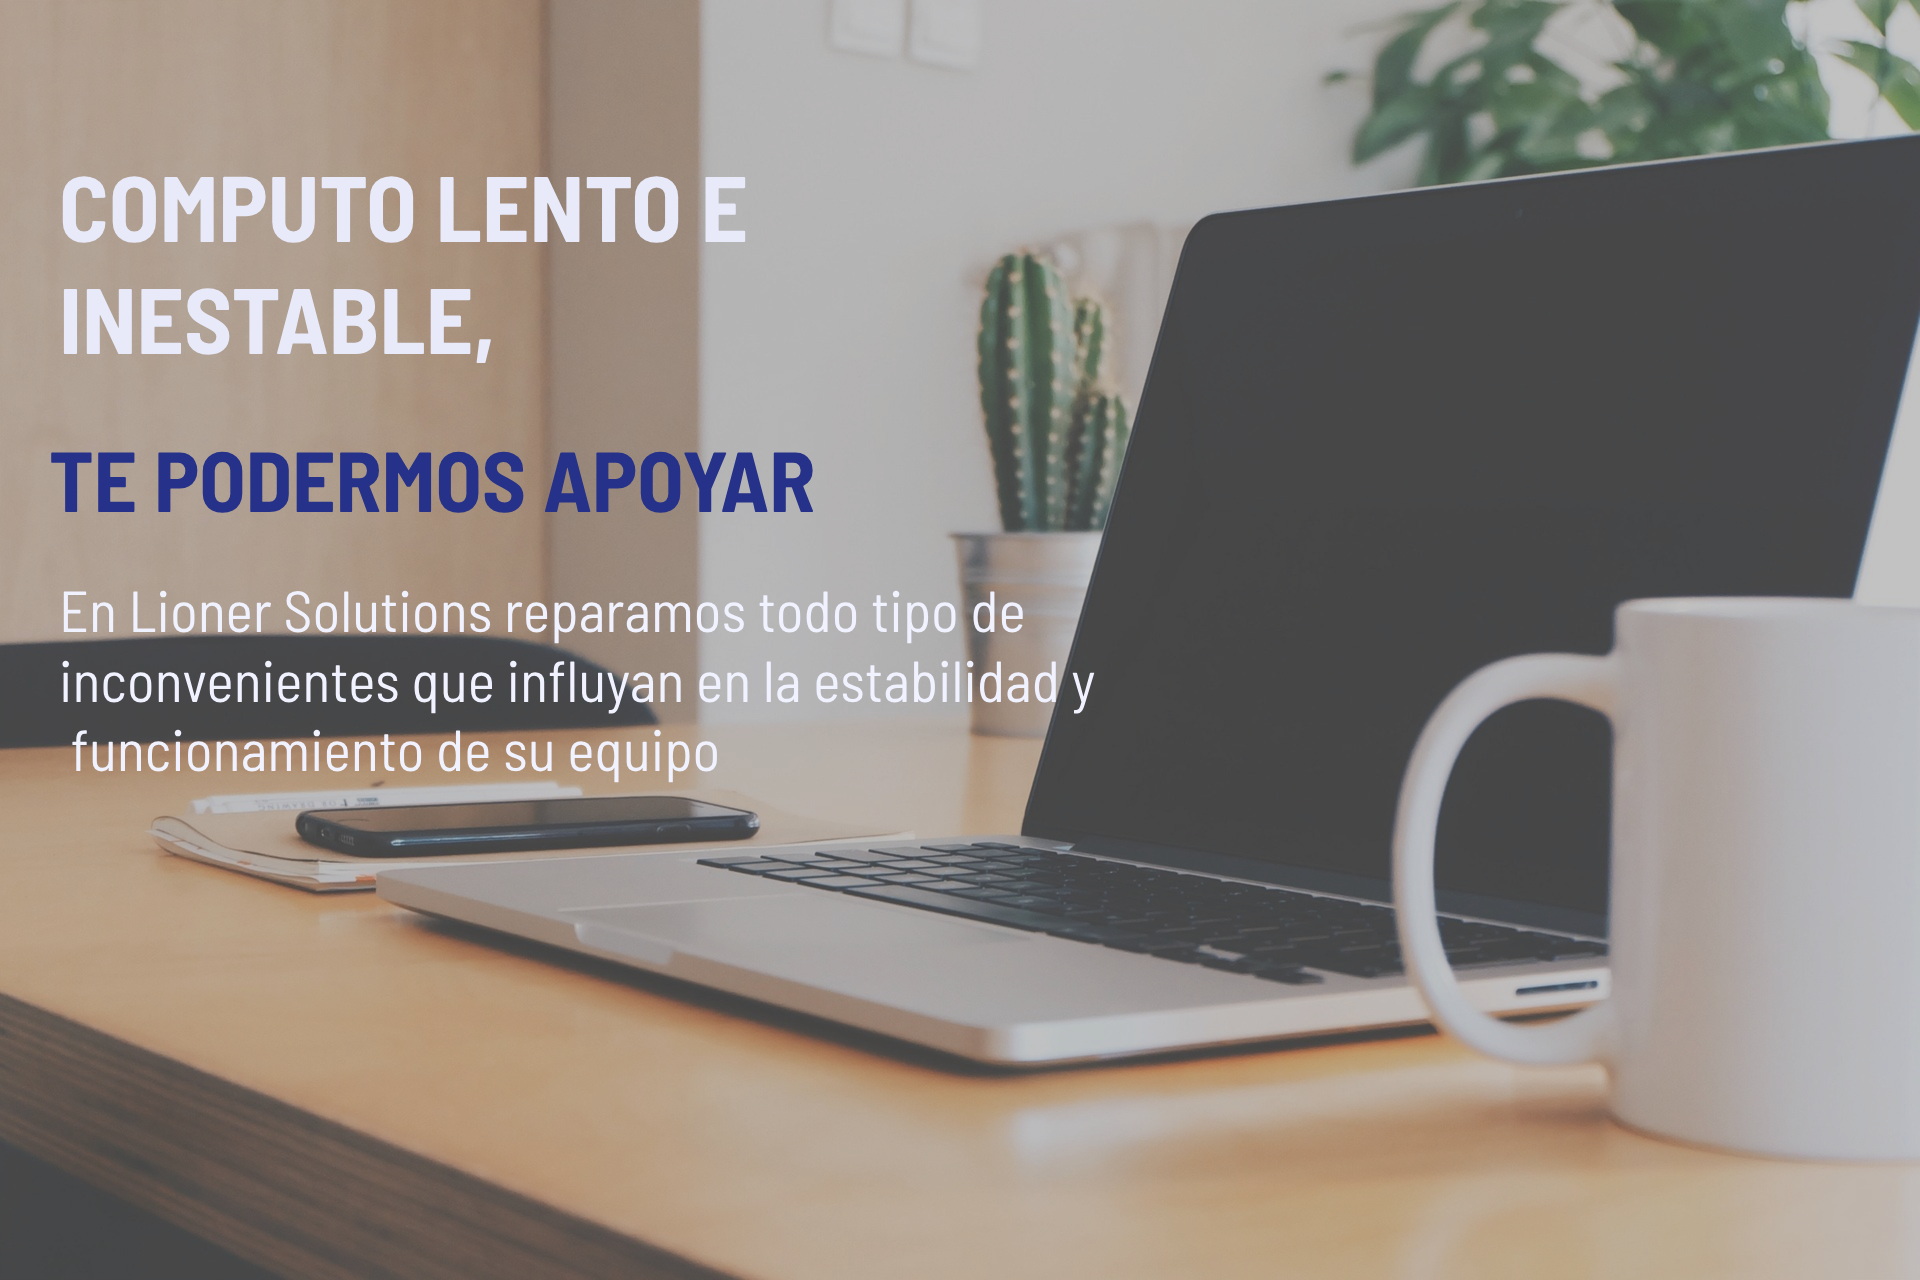 COMPUTO LENTO E
INESTABLE,
TE PODERMOS APOYAR
En Lioner Solutions reparamos todo tipo de
inconvenientes que influyan en la estabilidad y
funcionamiento de su equipo